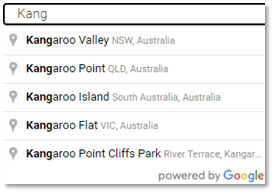 Kang
Kangaroo Valley NSW, Australia
Kangaroo Point QLD, Australia
Kangaroo Island South Australia, Australia
Kangaroo Flat VIC, Australia
Kangaroo Point Cliffs Park River Terrace, Kangar...
powered by Google